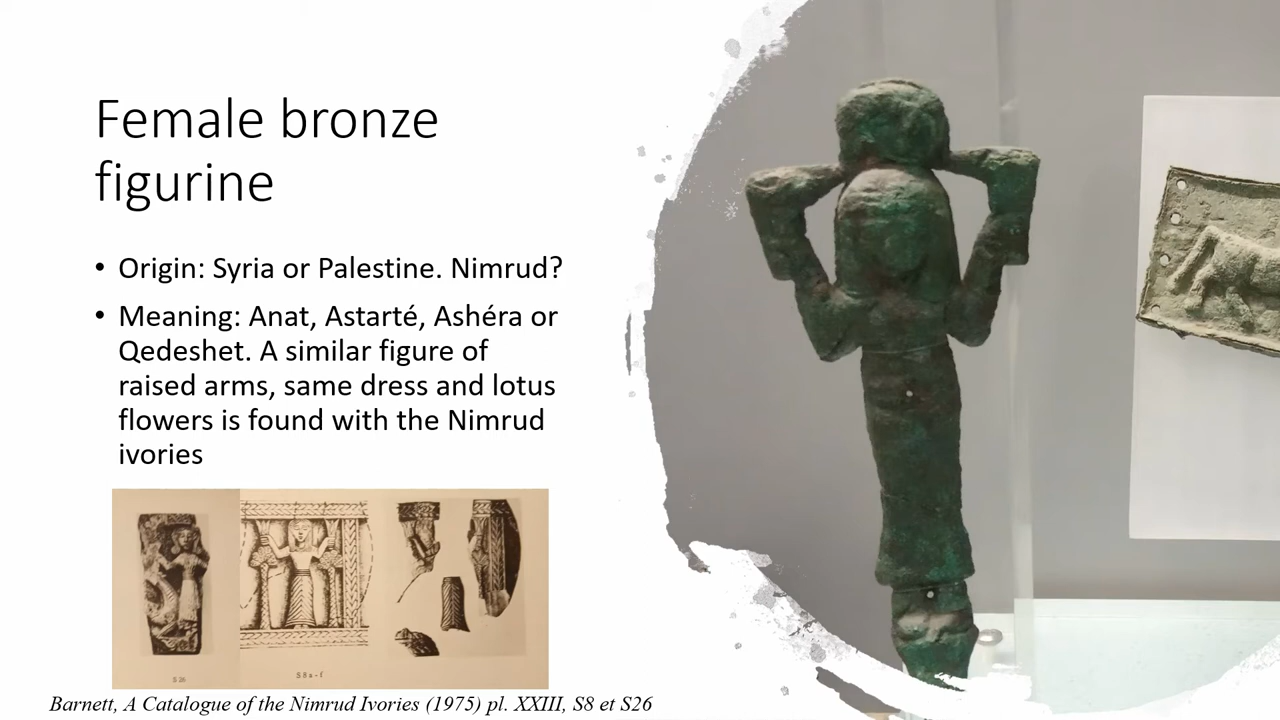 Female bronze
figurine
• Origin: Syria or Palestine. Nimrud?
• Meaning: Anat, Astarté, Ashéra or
Qedeshet. A similar figure of
raised arms, same dress and lotus
flowers is found with the Nimrud
ivories
S 26
S 8 a - f
Barnett, A Catalogue of the Nimrud Ivories (1975) pl. XXIII, S8 et S26